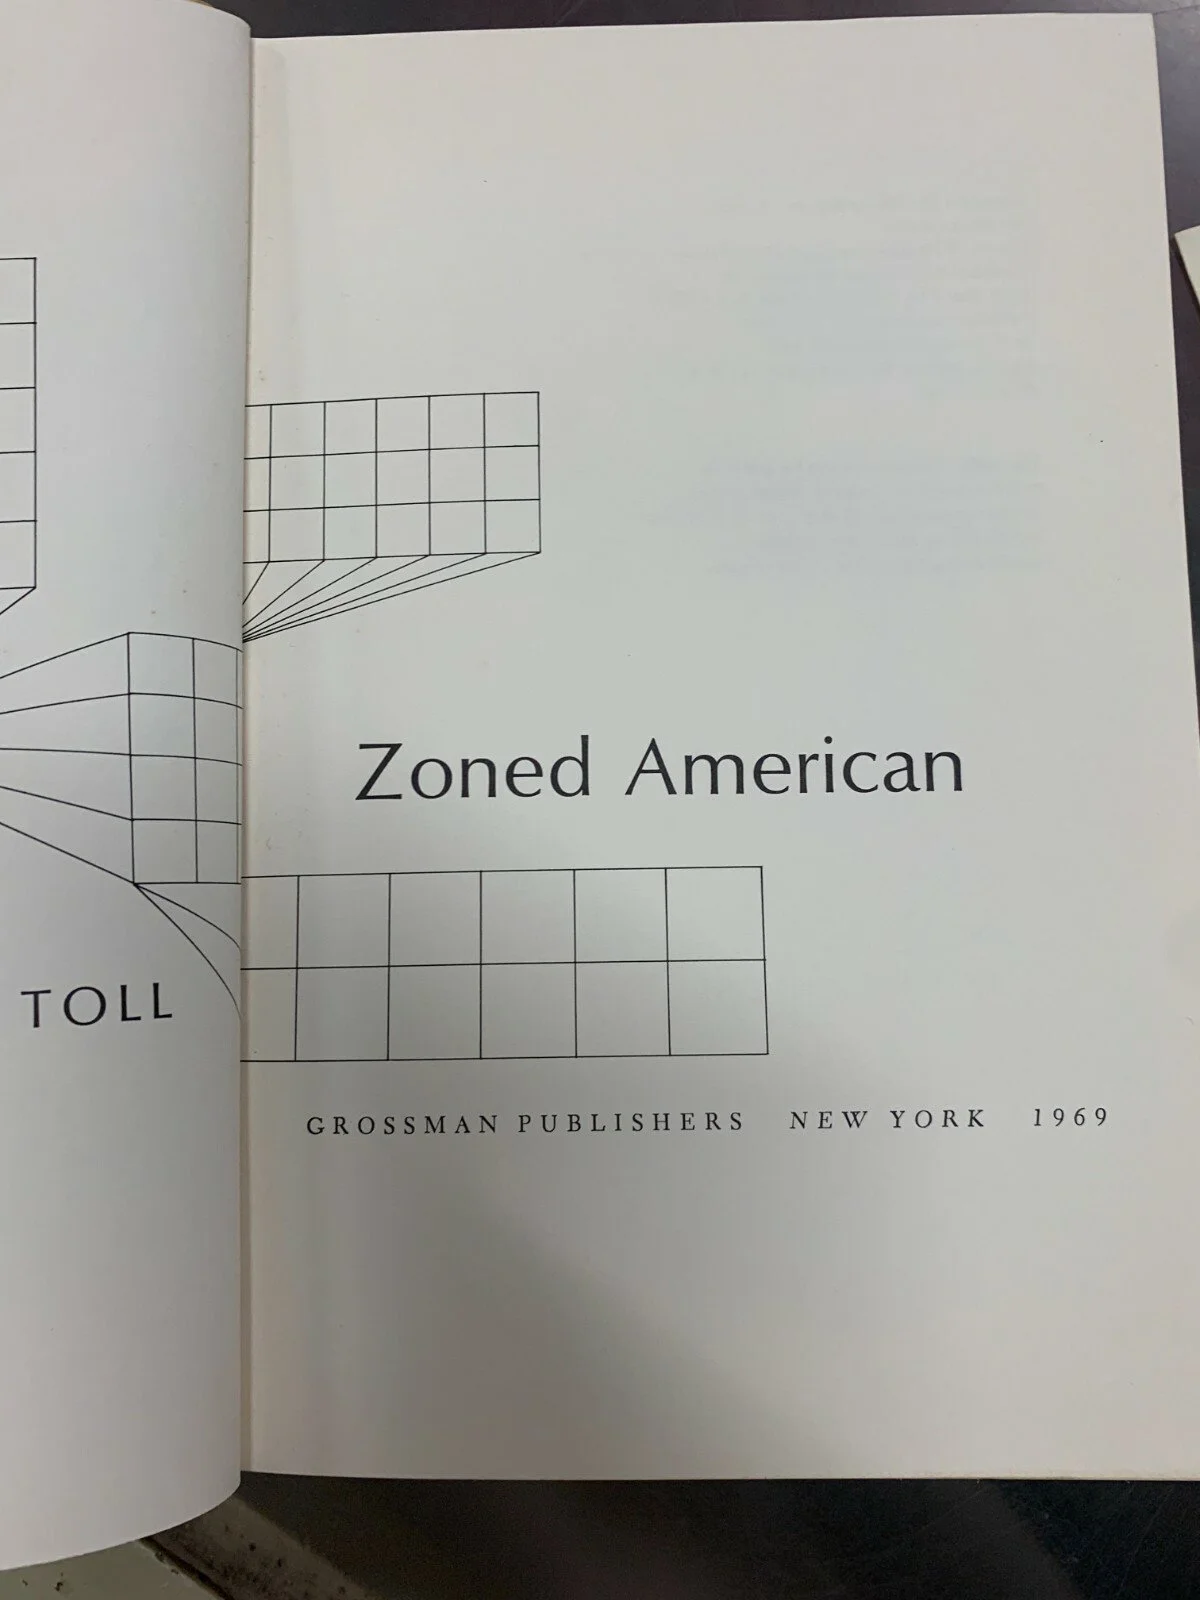 Zoned American
TOLL
GROSSMAN PUBLISHERS NEW YORK 1969